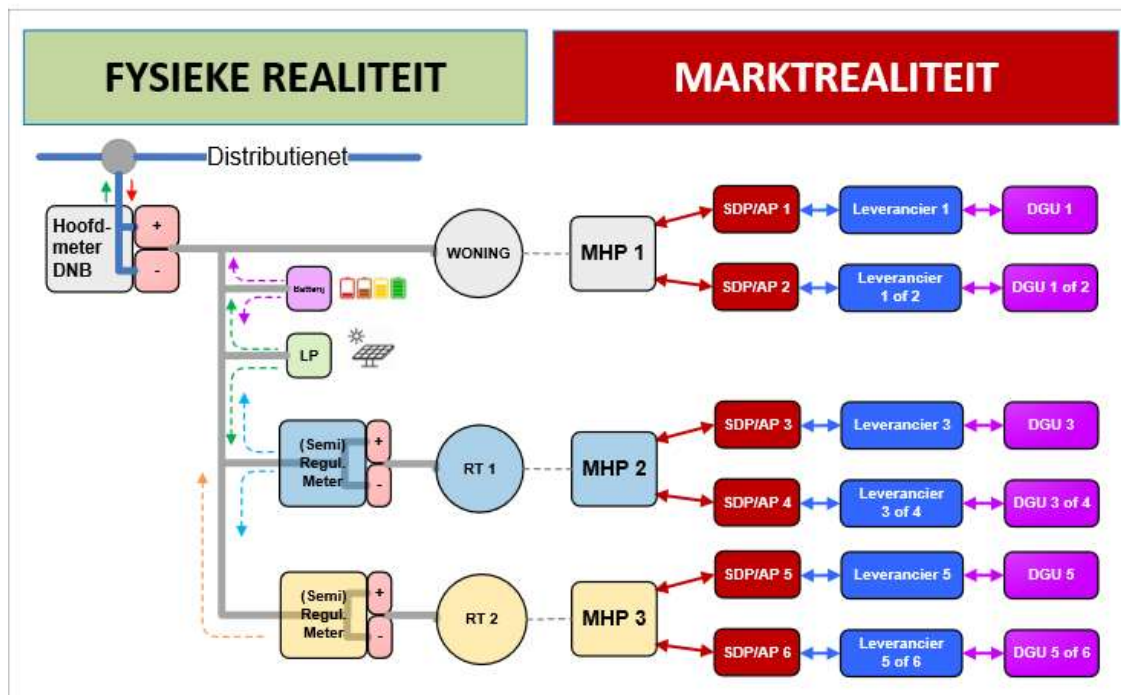 FYSIEKE REALITEIT
MARKTREALITEIT
Distributienet
Hoofd-
meter
DNB
+
-
WONING
MHP 1
SDP/AP 1
Leverancier 1
DGU 1
SDP/AP 2
Leverancier
1 of 2
DGU 1 of 2
Batterij
LP
(Semi)
Regul.
Meter
+
-
RT 1
MHP 2
SDP/AP 3
Leverancier 3
DGU 3
SDP/AP 4
Leverancier
3 of 4
DGU 3 of 4
(Semi)
Regul.
Meter
+
-
RT 2
MHP 3
SDP/AP 5
Leverancier 5
DGU 5
SDP/AP 6
Leverancier
5 of 6
DGU 5 of 6